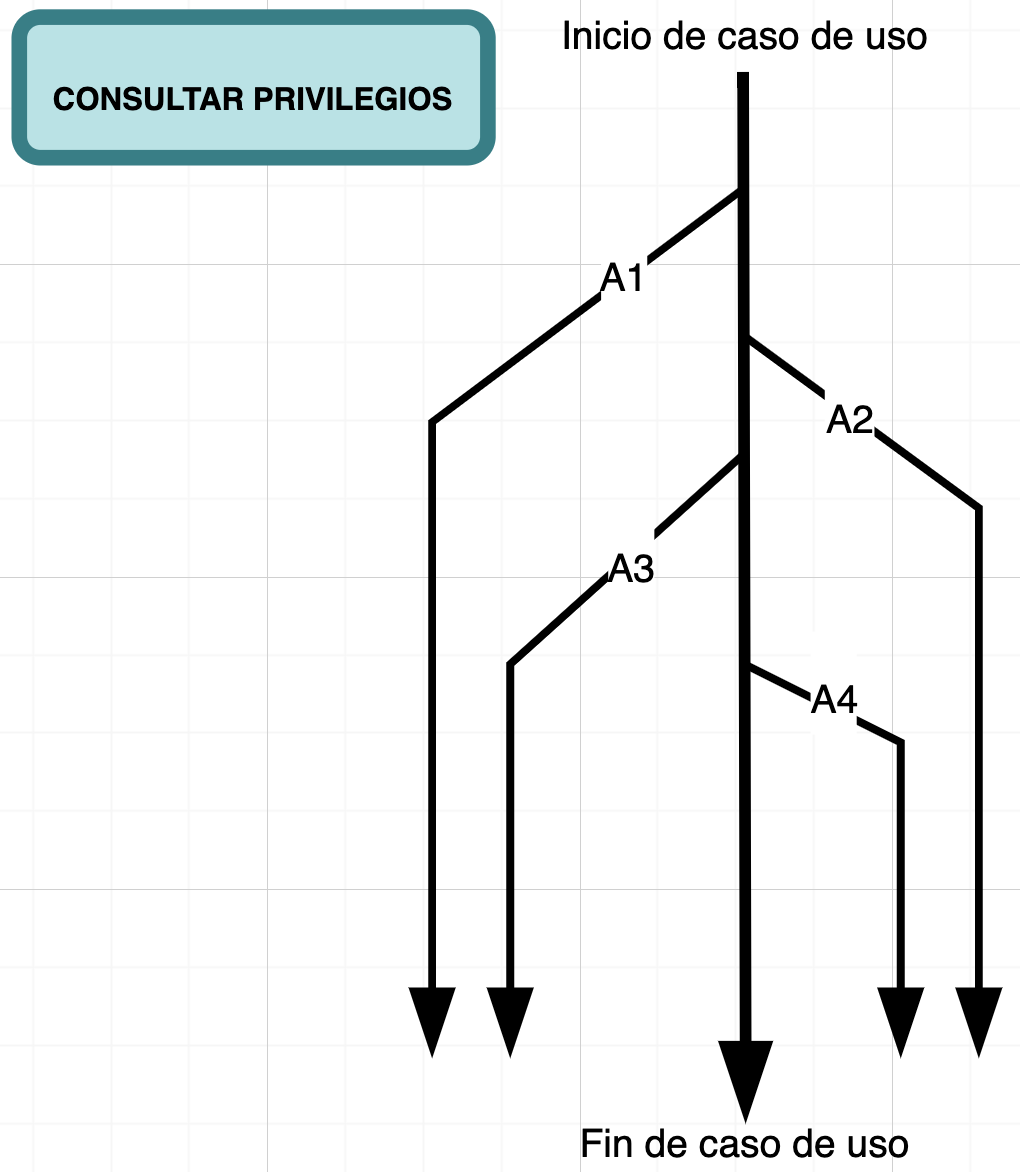 CONSULTAR PRIVILEGIOS
Inicio de caso de uso
A1
A2
A3
A4
Fin de caso de uso